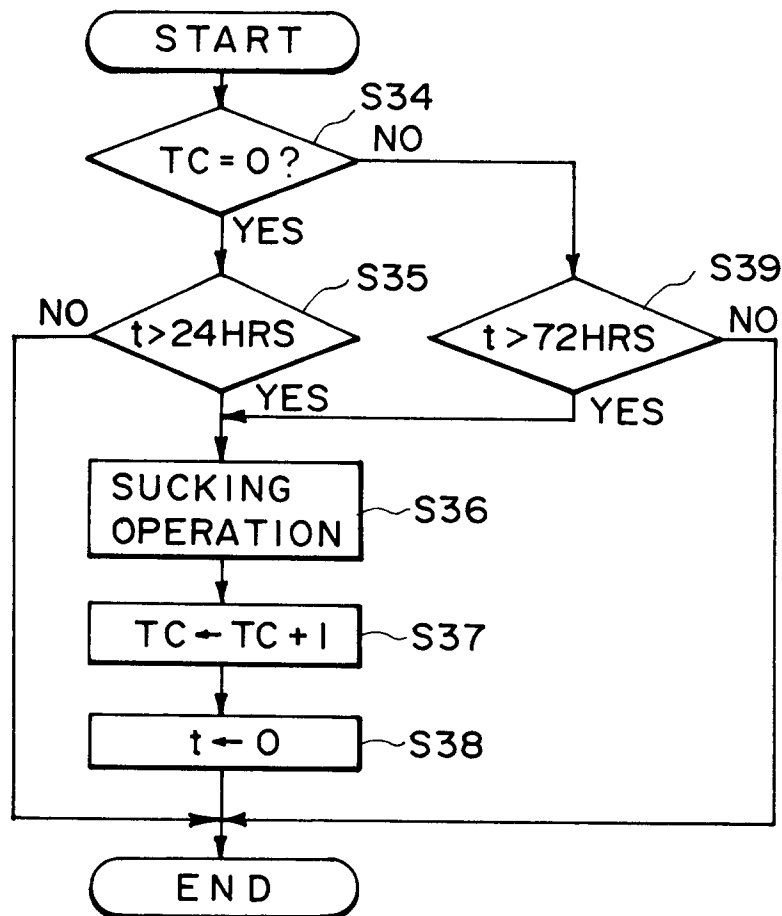 START
S34
TC=0?
NO
YES
S35
S39
NO
t>24HRS
t>72HRS
NO
YES
YES
SUCKING
OPERATION
S36
TC←TC+1
S37
t←0
S38
END